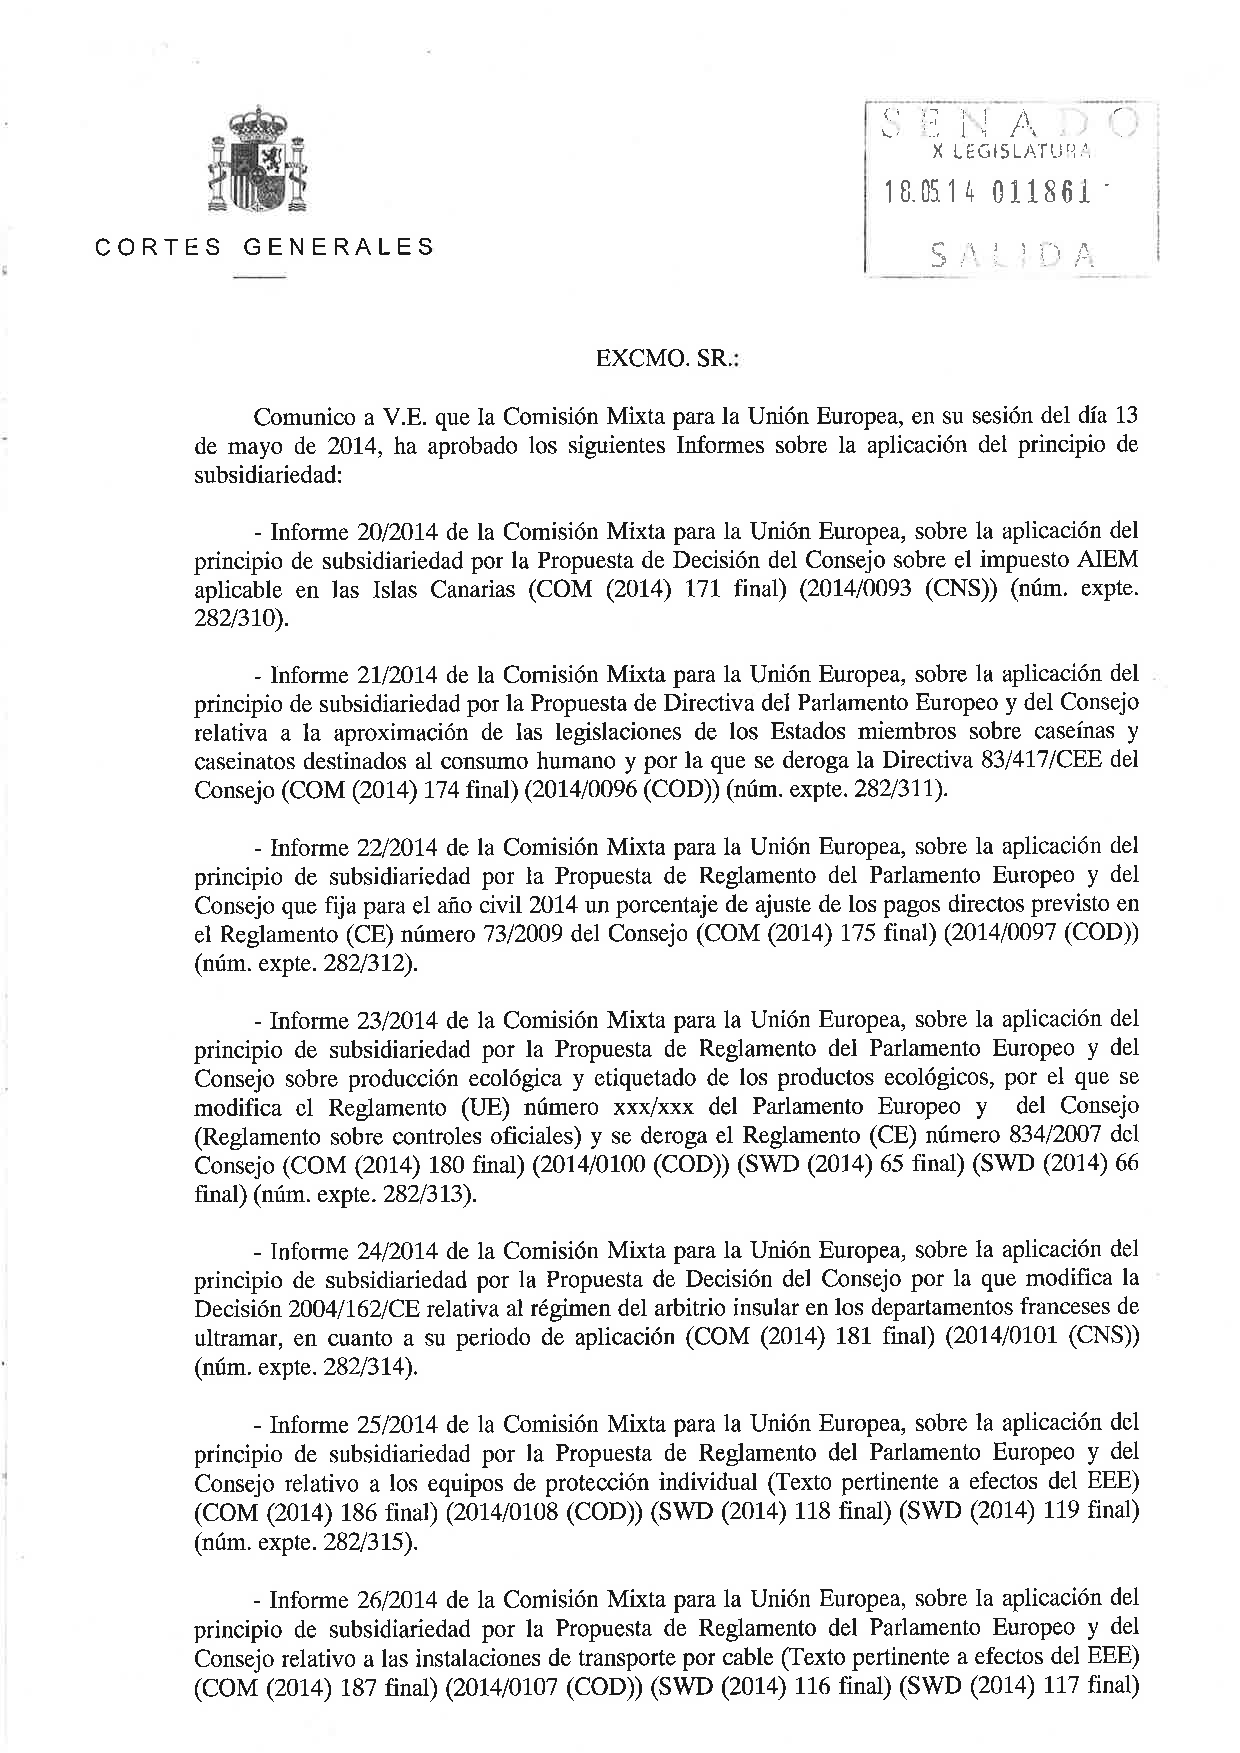 SENADO
X LEGISLATURA
18.05.14 011861
SALIDA
CORTES GENERALES
EXCMO. SR.:
Comunico a V.E. que la Comisión Mixta para la Unión Europea, en su sesión del día 13
de mayo de 2014, ha aprobado los siguientes Informes sobre la aplicación del principio de
subsidiariedad:
- Informe 20/2014 de la Comisión Mixta para la Unión Europea, sobre la aplicación del
principio de subsidiariedad por la Propuesta de Decisión del Consejo sobre el impuesto AIEM
aplicable en las Islas Canarias (COM (2014) 171 final) (2014/0093 (CNS)) (núm. expte.
282/310).
- Informe 21/2014 de la Comisión Mixta para la Unión Europea, sobre la aplicación del
principio de subsidiariedad por la Propuesta de Directiva del Parlamento Europeo y del Consejo
relativa a la aproximación de las legislaciones de los Estados miembros sobre caseínas y
caseinatos destinados al consumo humano y por la que se deroga la Directiva 83/417/CEE del
Consejo (COM (2014) 174 final) (2014/0096 (COD)) (núm. expte. 282/311).
- Informe 22/2014 de la Comisión Mixta para la Unión Europea, sobre la aplicación del
principio de subsidiariedad por la Propuesta de Reglamento del Parlamento Europeo y del
Consejo que fija para el año civil 2014 un porcentaje de ajuste de los pagos directos previsto en
el Reglamento (CE) número 73/2009 del Consejo (COM (2014) 175 final) (2014/0097 (COD))
(núm. expte. 282/312).
- Informe 23/2014 de la Comisión Mixta para la Unión Europea, sobre la aplicación del
principio de subsidiariedad por la Propuesta de Reglamento del Parlamento Europeo y del
Consejo sobre producción ecológica y etiquetado de los productos ecológicos, por el que se
modifica el Reglamento (UE) número xxx/xxx del Parlamento Europeo y del Consejo
(Reglamento sobre controles oficiales) y se deroga el Reglamento (CE) número 834/2007 del
Consejo (COM (2014) 180 final) (2014/0100 (COD)) (SWD (2014) 65 final) (SWD (2014) 66
final) (núm. expte. 282/313).
- Informe 24/2014 de la Comisión Mixta para la Unión Europea, sobre la aplicación del
principio de subsidiariedad por la Propuesta de Decisión del Consejo por la que modifica la
Decisión 2004/162/CE relativa al régimen del arbitrio insular en los departamentos franceses de
ultramar, en cuanto a su periodo de aplicación (COM (2014) 181 final) (2014/0101 (CNS))
(núm. expte. 282/314).
- Informe 25/2014 de la Comisión Mixta para la Unión Europea, sobre la aplicación del
principio de subsidiariedad por la Propuesta de Reglamento del Parlamento Europeo y del
Consejo relativo a los equipos de protección individual (Texto pertinente a efectos del EEE)
(COM (2014) 186 final) (2014/0108 (COD)) (SWD (2014) 118 final) (SWD (2014) 119 final)
(núm. expte. 282/315).
- Informe 26/2014 de la Comisión Mixta para la Unión Europea, sobre la aplicación del
principio de subsidiariedad por la Propuesta de Reglamento del Parlamento Europeo y del
Consejo relativo a las instalaciones de transporte por cable (Texto pertinente a efectos del EEE)
(COM (2014) 187 final) (2014/0107 (COD)) (SWD (2014) 116 final) (SWD (2014) 117 final)